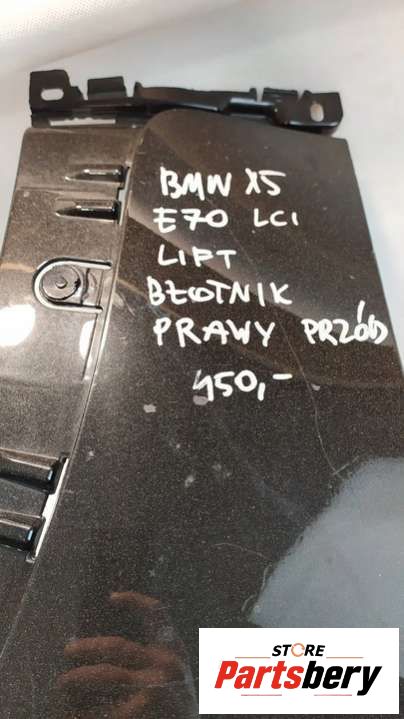 BMW X5
E70 LCI
LIFT
BŁOTNIK
PRAWY PRZÓD
450,-
STORE
Partsbery